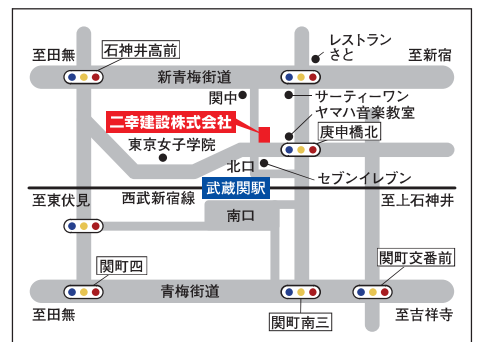 レストラン
さと
至田無
石神井高前
至新宿
新青梅街道
関中
サーティーワン
ヤマハ音楽教室
二幸建設株式会社
庚申橋北
東京女子学院
北口
セブンイレブン
武蔵関駅
至東伏見
西武新宿線
至上石神井
南口
関町四
関町交番前
青梅街道
至田無
関町南三
至吉祥寺